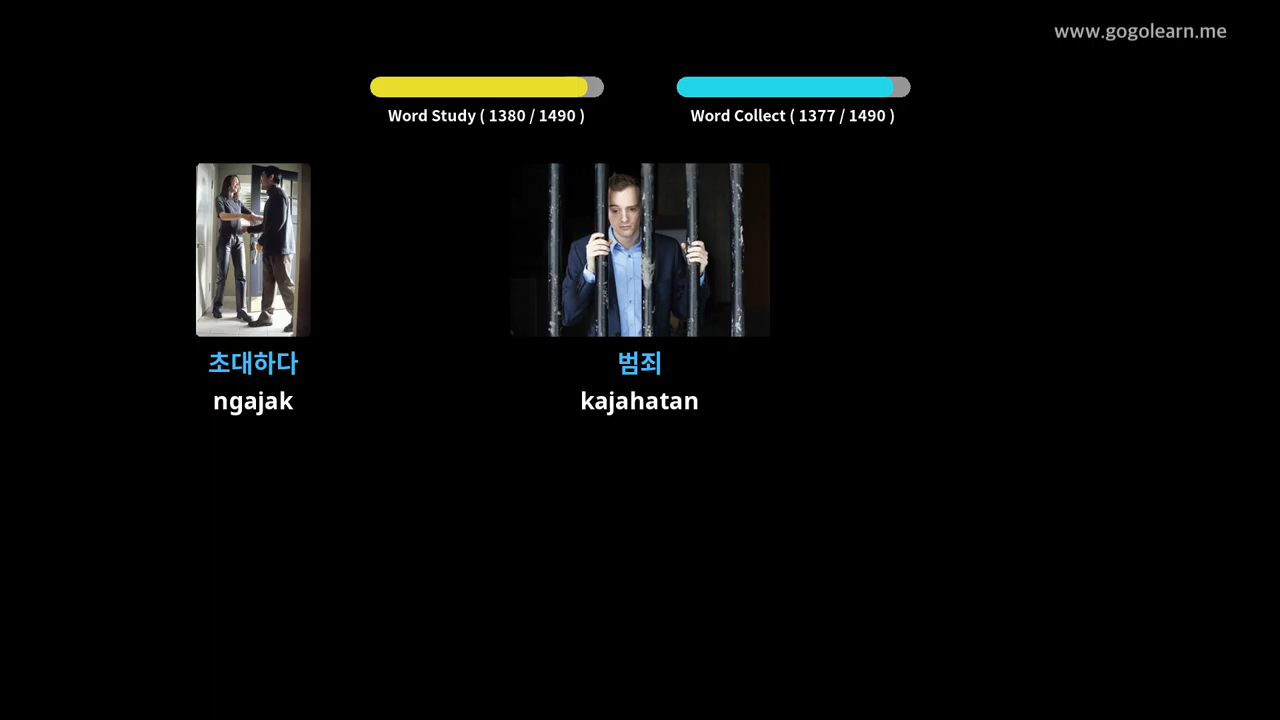 www.gogolearn.me
Word Study ( 1380 / 1490 )
Word Collect ( 1377 / 1490 )
초대하다
ngajak
범죄
kajahatan